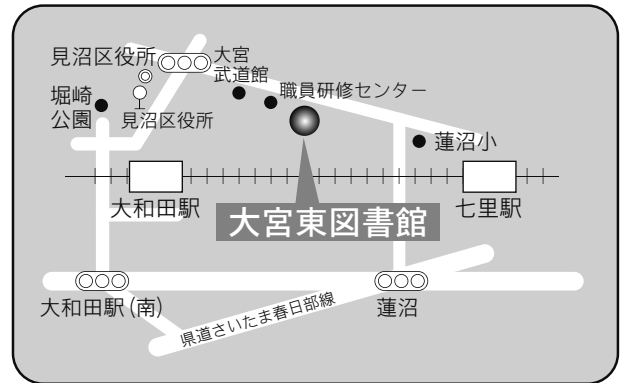 見沼区役所
大宮
武道館
職員研修センター
堀崎
公園
見沼区役所
蓮沼小
大和田駅
七里駅
大宮東図書館
大和田駅(南)
県道さいたま春日部線
蓮沼